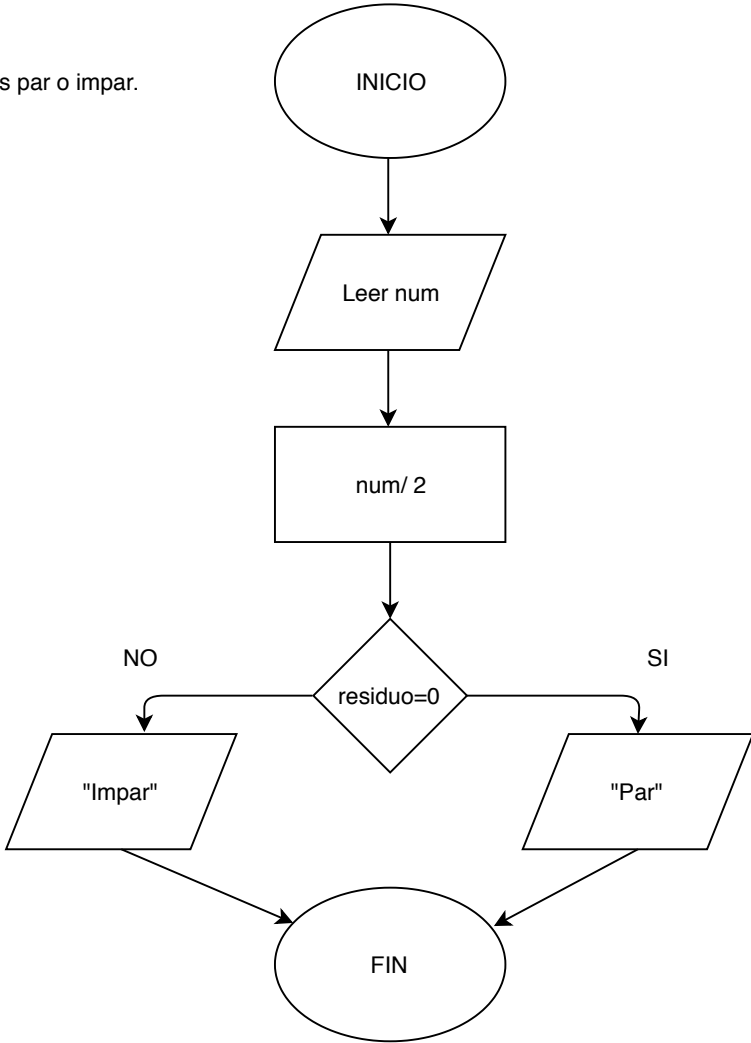 s par o impar.
INICIO
Leer num
num/ 2
NO
SI
residuo=0
"Impar"
"Par"
FIN